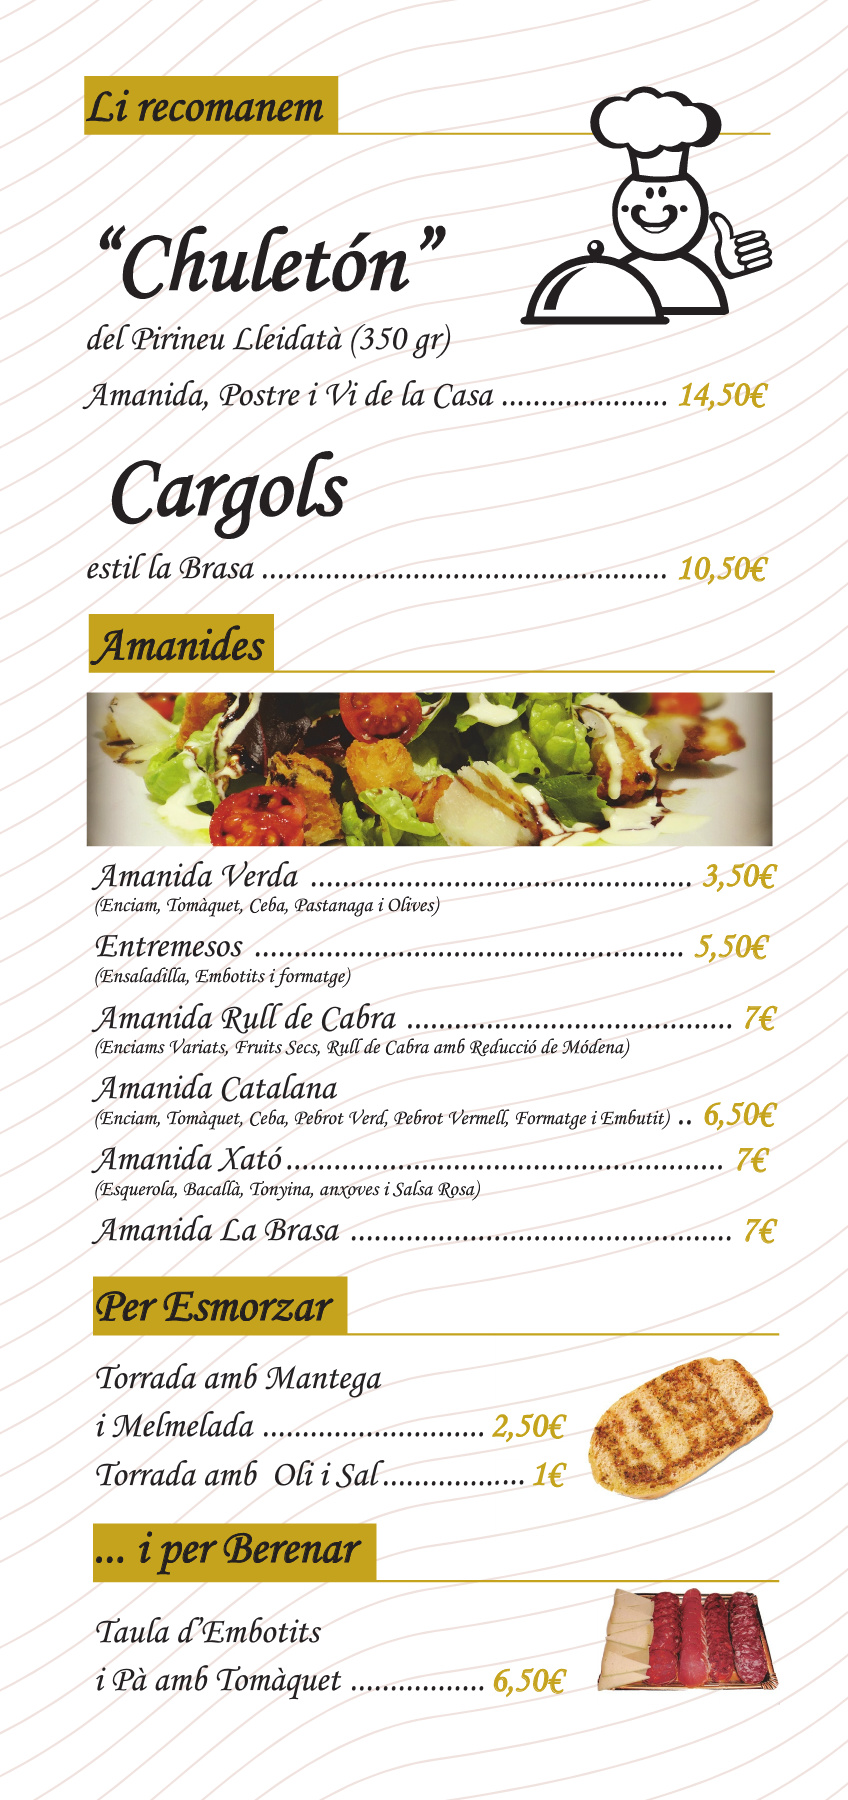 Li recomanem
“Chuletón”
del Pirineu Lleidatà (350 gr)
Amanida, Postre i Vi de la Casa ..................... 14,50€
Cargols
estil la Brasa .................................................... 10,50€
Amanides
Amanida Verda ................................................. 3,50€
(Enciam, Tomàquet, Ceba, Pastanaga i Olives)
Entremesos ....................................................... 5,50€
(Ensaladilla, Embotits i formatge)
Amanida Rull de Cabra .......................................... 7€
(Enciams Variats, Fruits Secs, Rull de Cabra amb Reducció de Módena)
Amanida Catalana
(Enciam, Tomàquet, Ceba, Pebrot Verd, Pebrot Vermell, Formatge i Embutit) .. 6,50€
Amanida Xató........................................................ 7€
(Esquerola, Bacallà, Tonyina, anxoves i Salsa Rosa)
Amanida La Brasa ................................................. 7€
Per Esmorzar
Torrada amb Mantega
i Melmelada ............................ 2,50€
Torrada amb Oli i Sal.................. 1€
... i per Berenar
Taula d’Embotits
i Pà amb Tomàquet ................. 6,50€